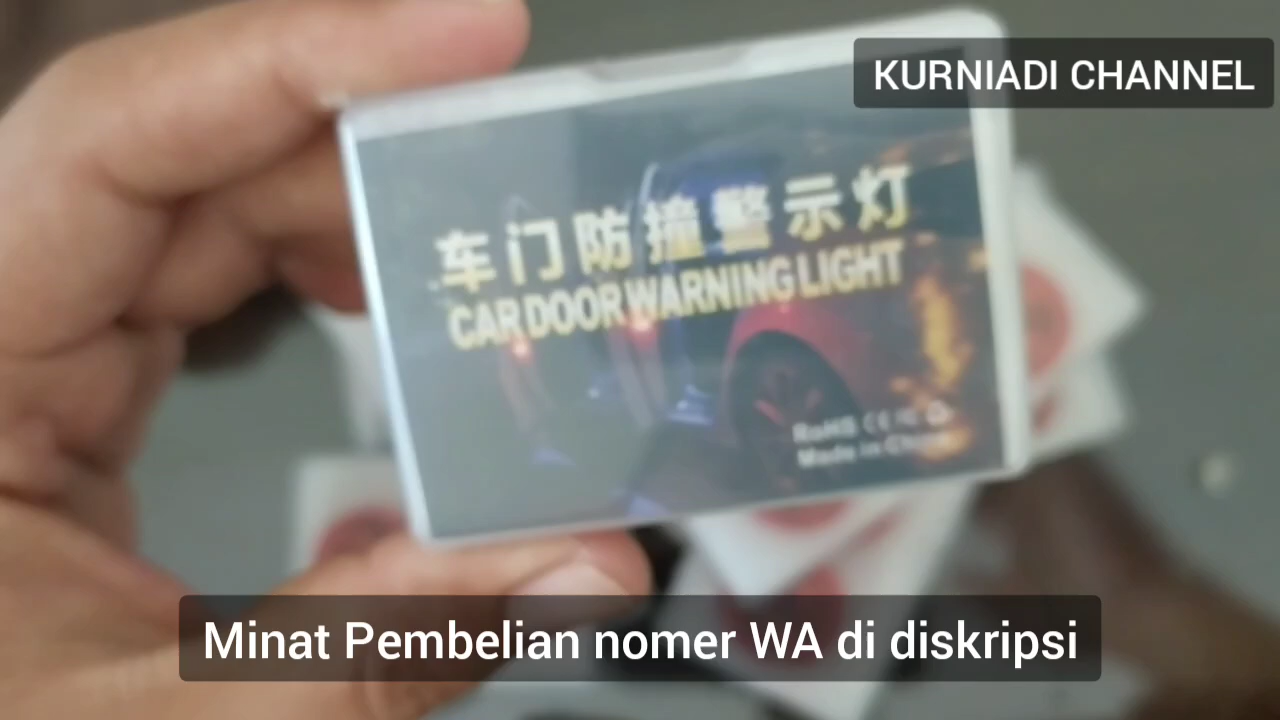 KURNIADI CHANNEL
车门防撞警示灯
CAR DOOR WARNING LIGHT
RoHS CE
Made in China
Minat Pembelian nomer WA di diskripsi